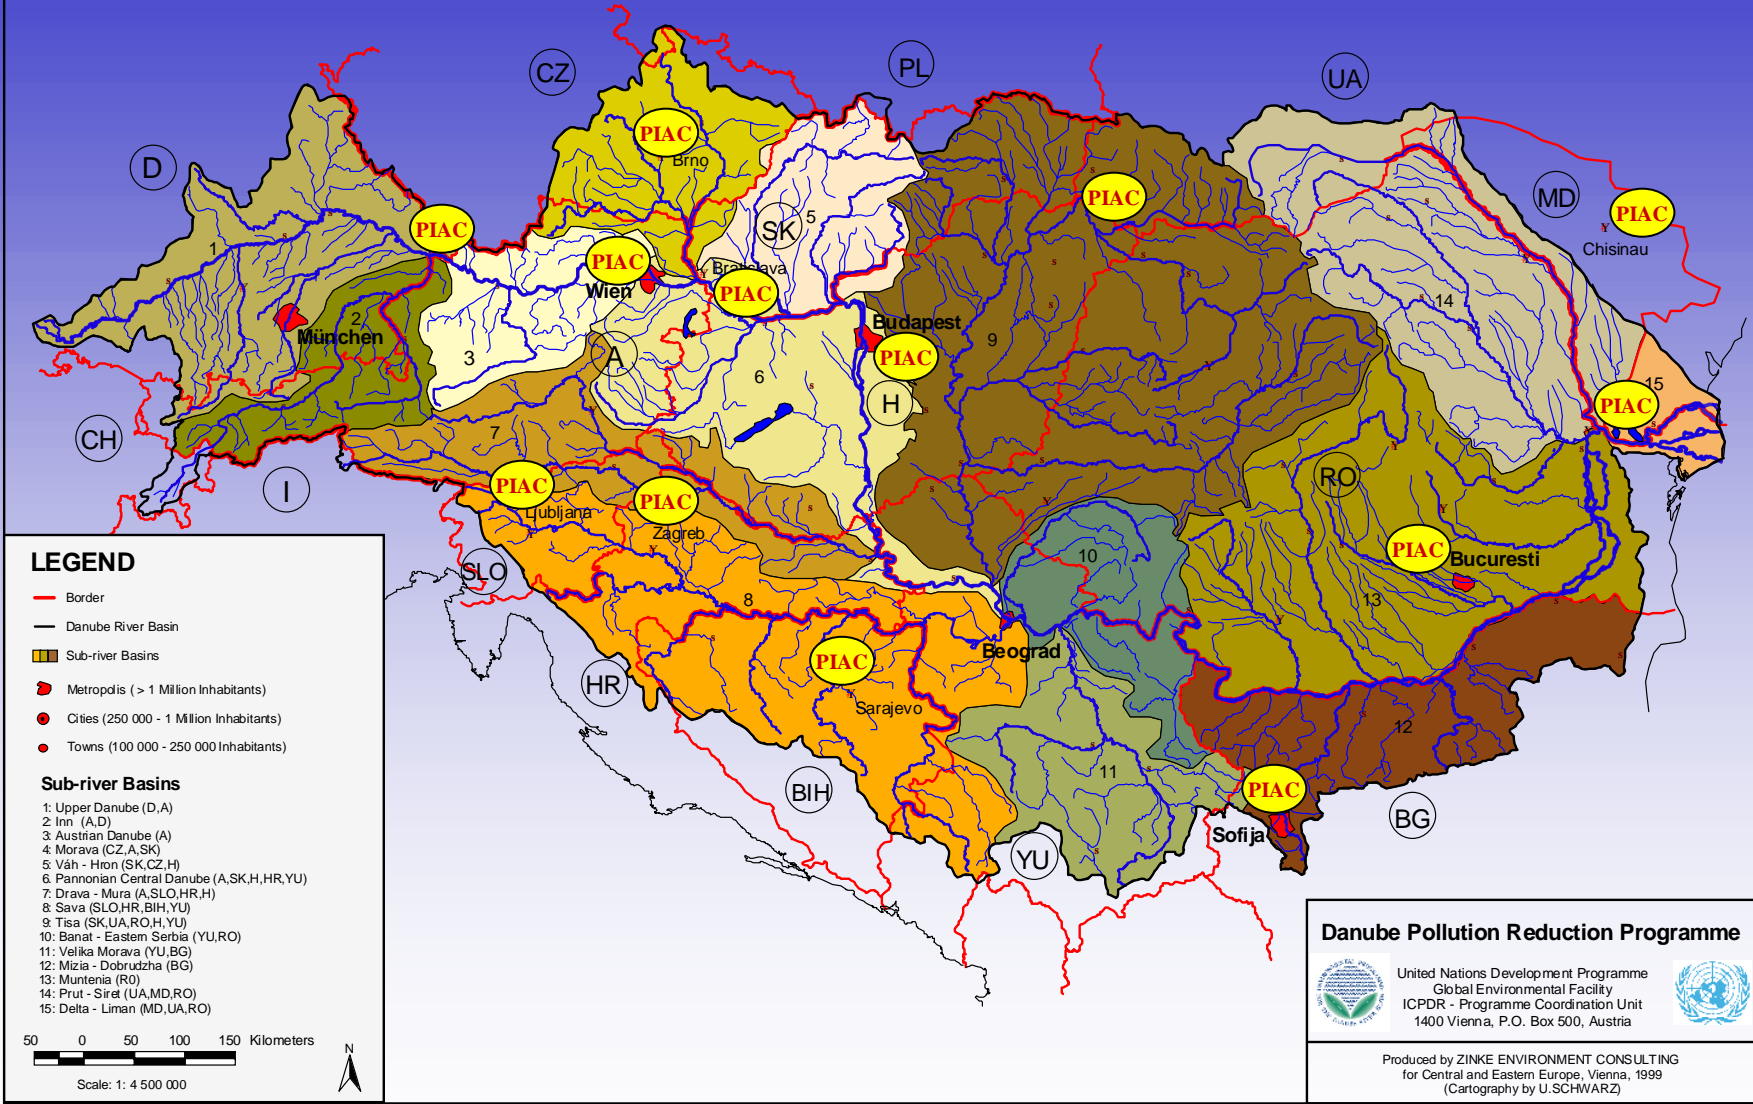 CZ
PL
UA
D
MD
PIAC
Brno
PIAC
PIAC
Chisinau
PIAC
SK
5
1
PIAC
Wien
Bratislava
PIAC
14
2
München
3
A
6
Budapest
PIAC
9
H
15
PIAC
CH
7
I
PIAC
Ljubljana
PIAC
Zagreb
RO
PIAC
Bucuresti
10
13
SLO
8
HR
PIAC
Sarajevo
Beograd
12
11
BIH
PIAC
Sofija
BG
YU
LEGEND
Border
Danube River Basin
Sub-river Basins
Metropolis ( > 1 Million Inhabitants)
Cities (250 000 - 1 Million Inhabitants)
Towns (100 000 - 250 000 Inhabitants)
Sub-river Basins
1: Upper Danube (D,A)
2: Inn (A,D)
3: Austrian Danube (A)
4: Morava (CZ,A,SK)
5: Váh - Hron (SK,CZ,H)
6. Pannonian Central Danube (A,SK,H,HR,YU)
7: Drava - Mura (A,SLO,HR,H)
8: Sava (SLO,HR,BIH,YU)
9: Tisa (SK,UA,RO,H,YU)
10: Banat - Eastern Serbia (YU,RO)
11: Velika Morava (YU,BG)
12: Mizia - Dobrudzha (BG)
13: Muntenia (R0)
14: Prut - Siret (UA,MD,RO)
15: Delta - Liman (MD,UA,RO)
50 0 50 100 150 Kilometers
N
Scale: 1: 4 500 000
Danube Pollution Reduction Programme
United Nations Development Programme
Global Environmental Facility
ICPDR - Programme Coordination Unit
1400 Vienna, P.O. Box 500, Austria
Produced by ZINKE ENVIRONMENT CONSULTING
for Central and Eastern Europe, Vienna, 1999
(Cartography by U.SCHWARZ)